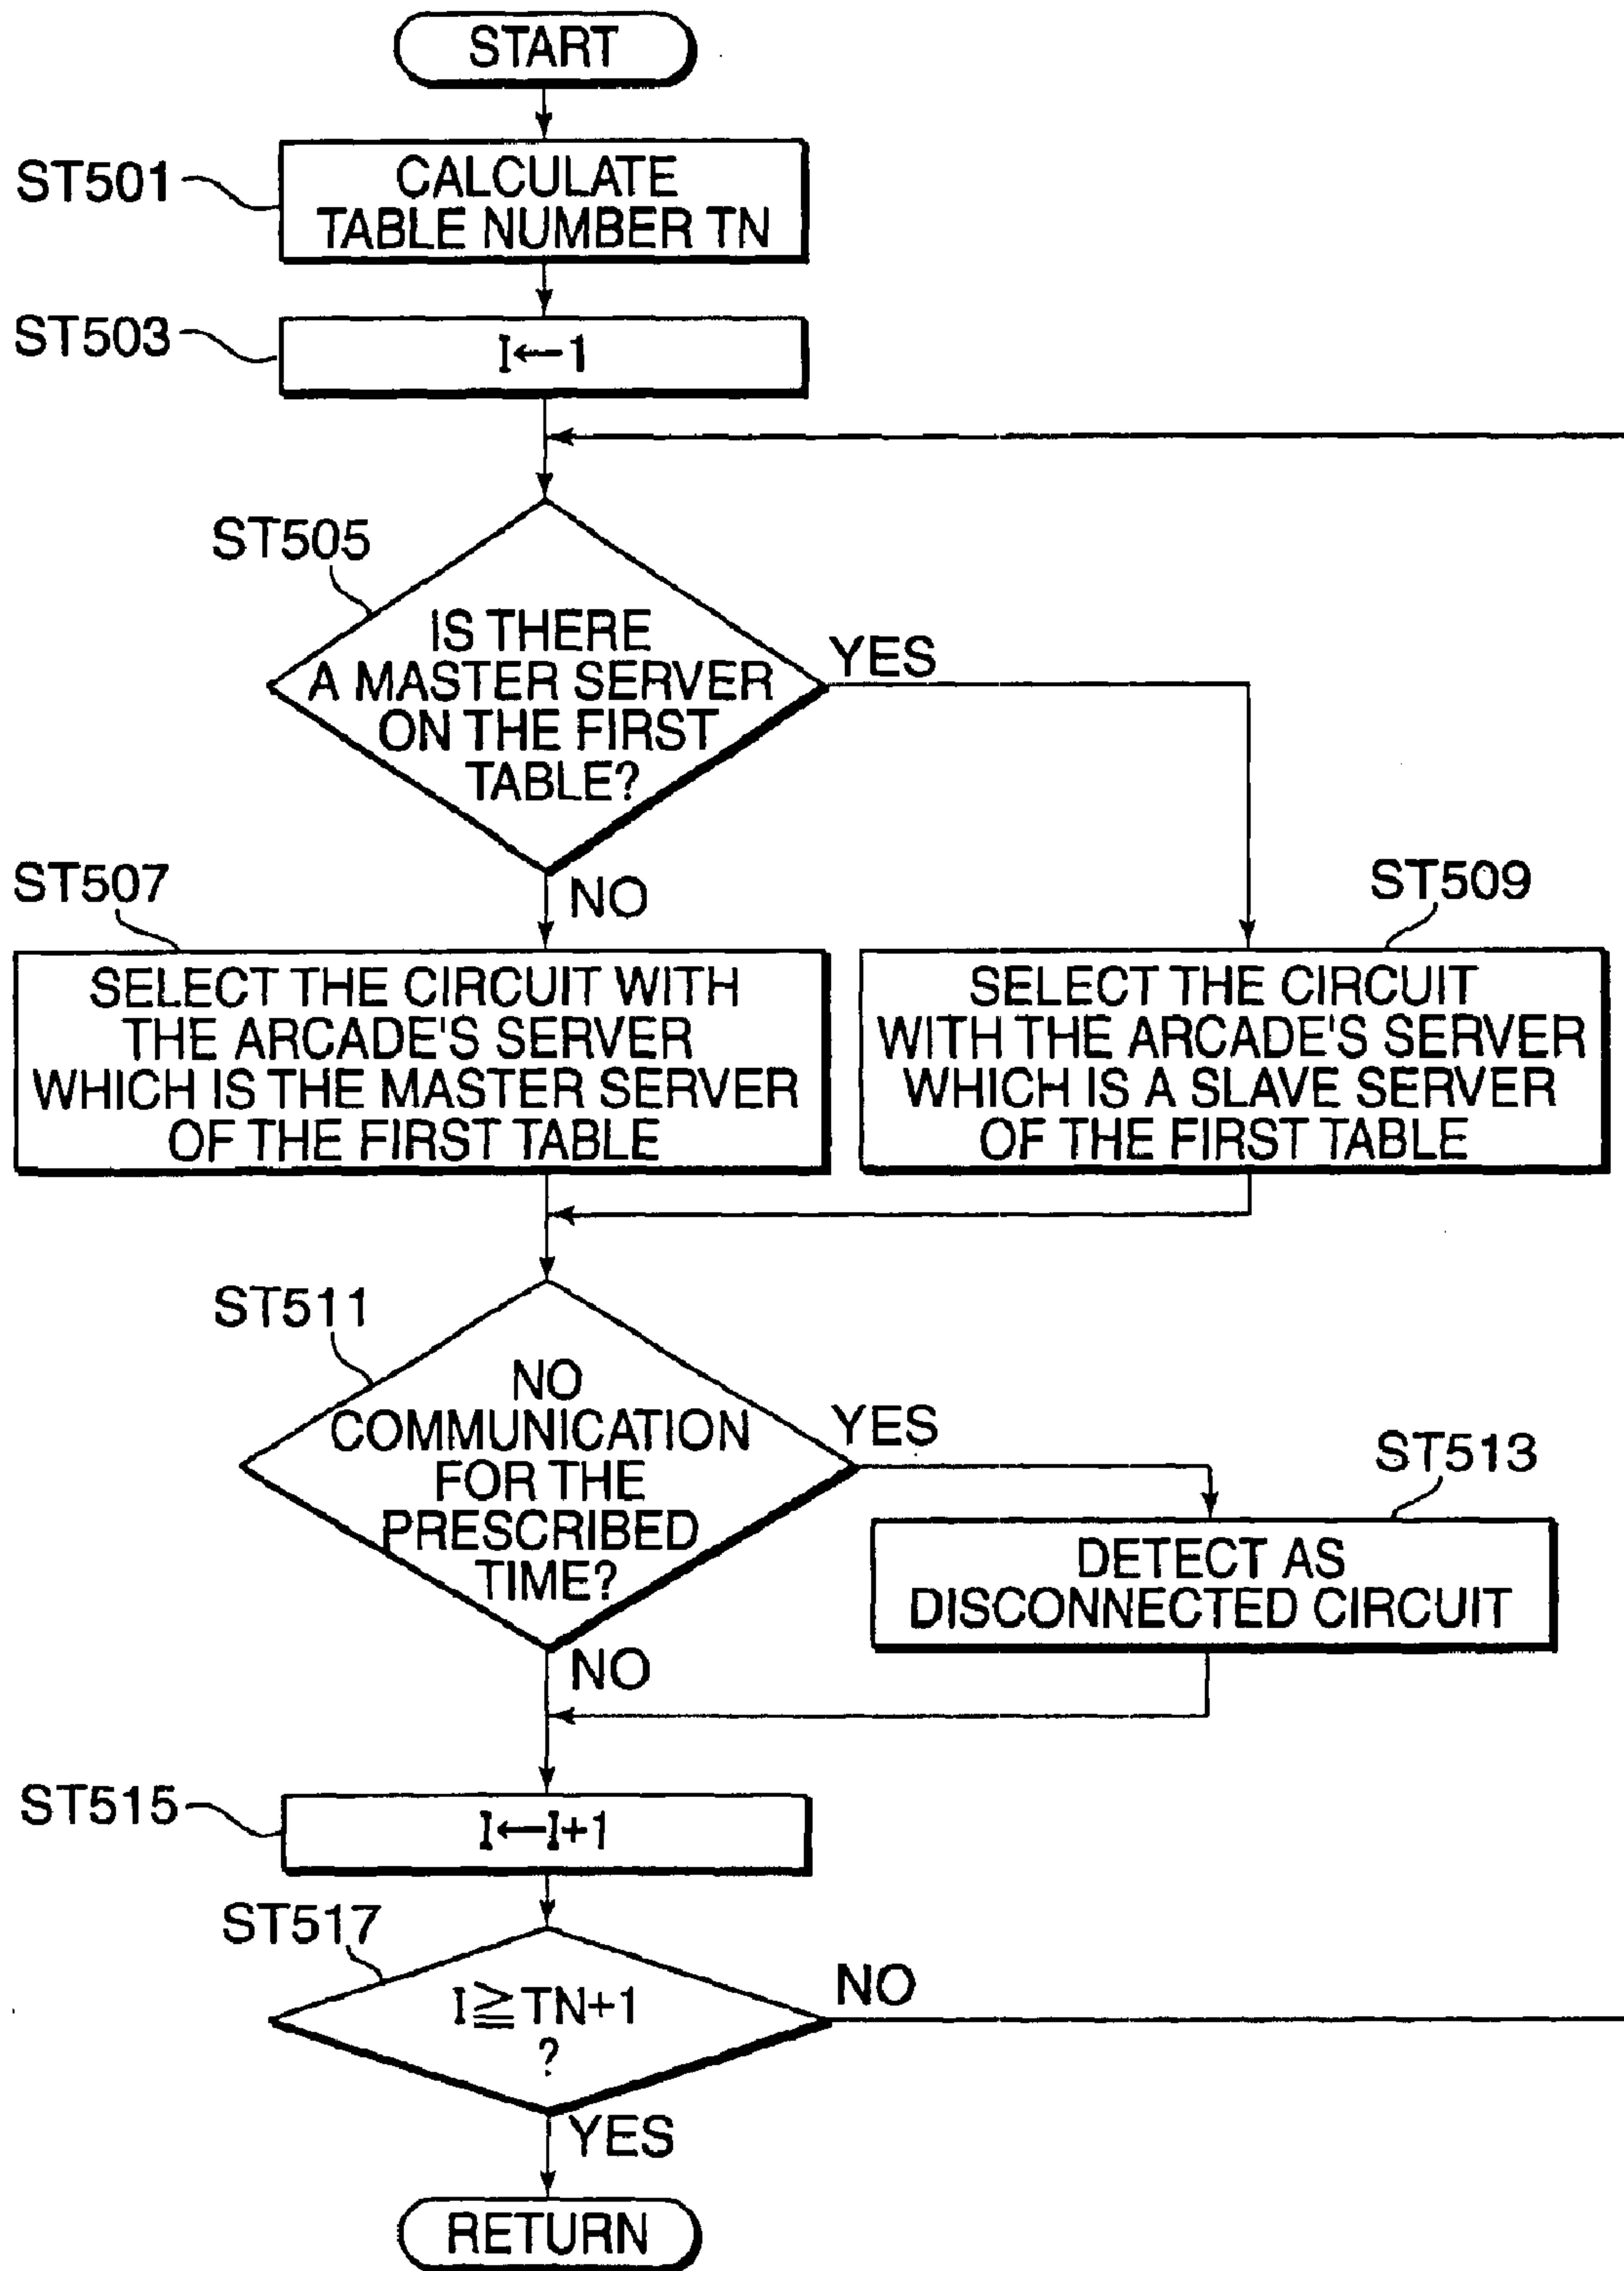 START
ST501
CALCULATE
TABLE NUMBER TN
ST503
I←1
ST505
IS THERE
A MASTER SERVER
ON THE FIRST
TABLE?
YES
NO
ST507
SELECT THE CIRCUIT WITH
THE ARCADE'S SERVER
WHICH IS THE MASTER SERVER
OF THE FIRST TABLE
ST509
SELECT THE CIRCUIT
WITH THE ARCADE'S SERVER
WHICH IS A SLAVE SERVER
OF THE FIRST TABLE
ST511
NO
COMMUNICATION
FOR THE
PRESCRIBED
TIME?
YES
NO
ST513
DETECT AS
DISCONNECTED CIRCUIT
ST515
I←I+1
ST517
I≧TN+1
?
NO
YES
RETURN